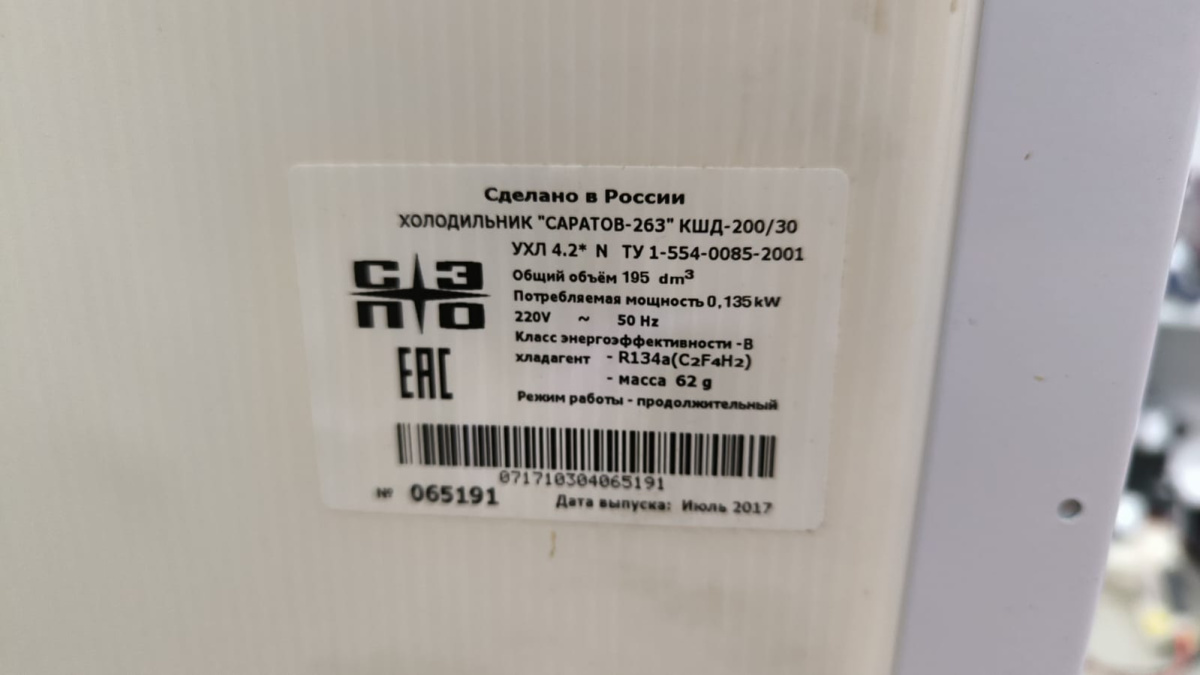 Сделано в России
ХОЛОДИЛЬНИК "САРАТОВ-263" КШД-200/30
УХЛ 4.2* N ТУ 1-554-0085-2001
СЭПО
Общий объём 195 dm³
Потребляемая мощность 0,135 kW
220V ~ 50 Hz
Класс энергоэффективности -В
хладагент - R134a(C2F4H2)
- масса 62 g
ЕАС
Режим работы - продолжительный
071710304065191
№ 065191
Дата выпуска: Июль 2017